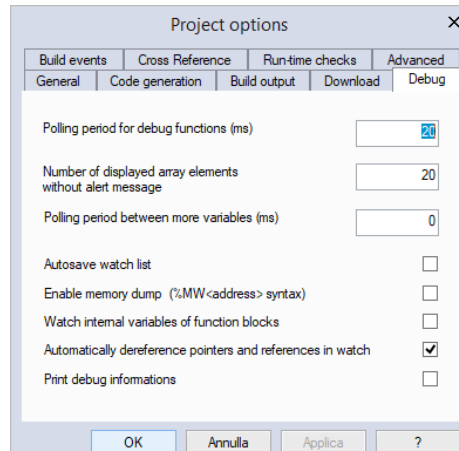 Project options
Build events Cross Reference Run-time checks Advanced
General Code generation Build output Download Debug
Polling period for debug functions (ms) 20
Number of displayed array elements
without alert message 20
Polling period between more variables (ms) 0
Autosave watch list
Enable memory dump (%MW<address> syntax)
Watch internal variables of function blocks
Automatically dereference pointers and references in watch
Print debug informations
OK Annulla Applica ?